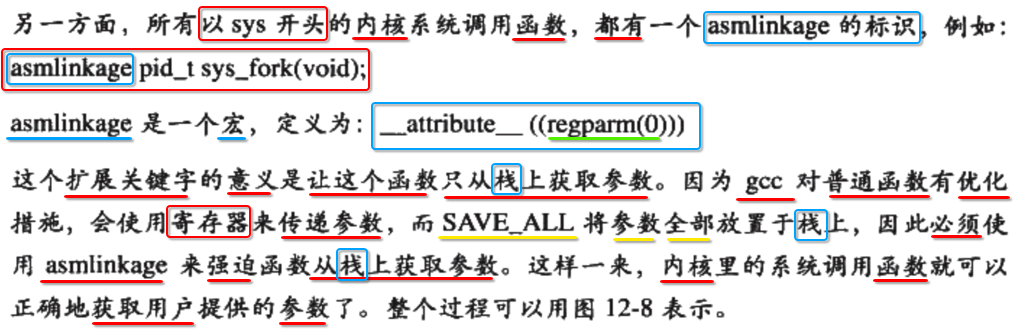 另一方面，所有以 sys 开头的内核系统调用函数，都有一个 asmlinkage 的标识，例如：
asmlinkage pid_t sys_fork(void);
asmlinkage 是一个宏，定义为：__attribute__ ((regparm(0)))
这个扩展关键字的意义是让这个函数只从栈上获取参数。因为 gcc 对普通函数有优化
措施，会使用寄存器来传递参数，而 SAVE_ALL 将参数全部放置于栈上，因此必须使
用 asmlinkage 来强迫函数从栈上获取参数。这样一来，内核里的系统调用函数就可以
正确地获取用户提供的参数了。整个过程可以用图 12-8 表示。